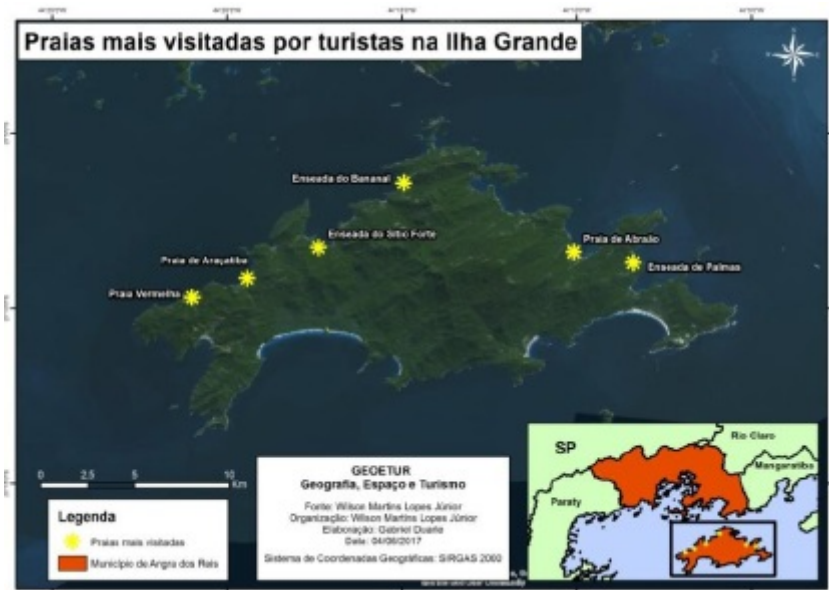 Praias mais visitadas por turistas na Ilha Grande
Enseada do Bananal
Enseada do Sítio Forte
Praia de Abraão
Praia de Araçatiba
Enseada de Palmas
Praia Vermelha
SP
Rio Claro
Mangaratiba
Paraty
0 2.5 5 10
Km
Legenda
Praias mais visitadas
Município de Angra dos Reis
GEOETUR
Geografia, Espaço e Turismo
Fonte: Wilson Martins Lopes Júnior
Organização: Wilson Martins Lopes Júnior
Elaboração: Gabriel Duarte
Data: 04/06/2017
Sistema de Coordenadas Geográficas: SIRGAS 2000